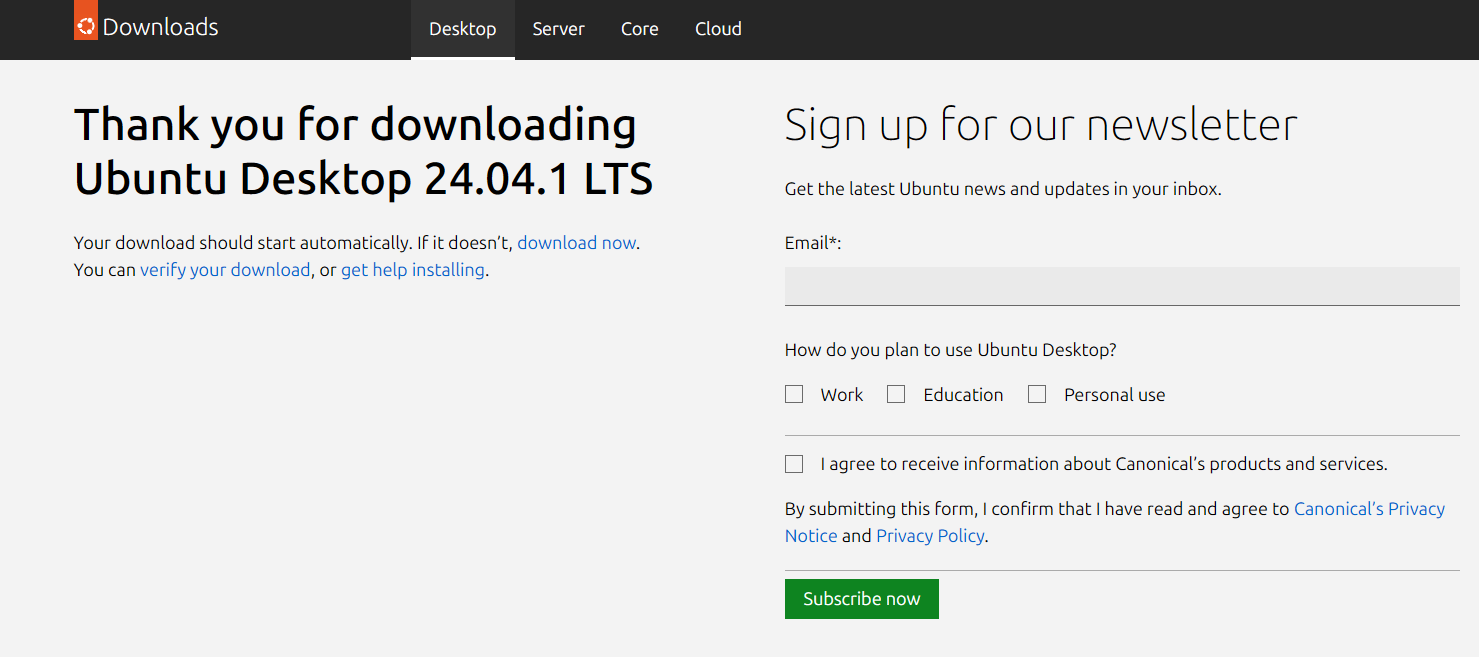 Downloads
Desktop Server Core Cloud
Thank you for downloading
Ubuntu Desktop 24.04.1 LTS
Your download should start automatically. If it doesn’t, download now.
You can verify your download, or get help installing.
Sign up for our newsletter
Get the latest Ubuntu news and updates in your inbox.
Email*:
How do you plan to use Ubuntu Desktop?
Work Education Personal use
I agree to receive information about Canonical’s products and services.
By submitting this form, I confirm that I have read and agree to Canonical’s Privacy
Notice and Privacy Policy.
Subscribe now